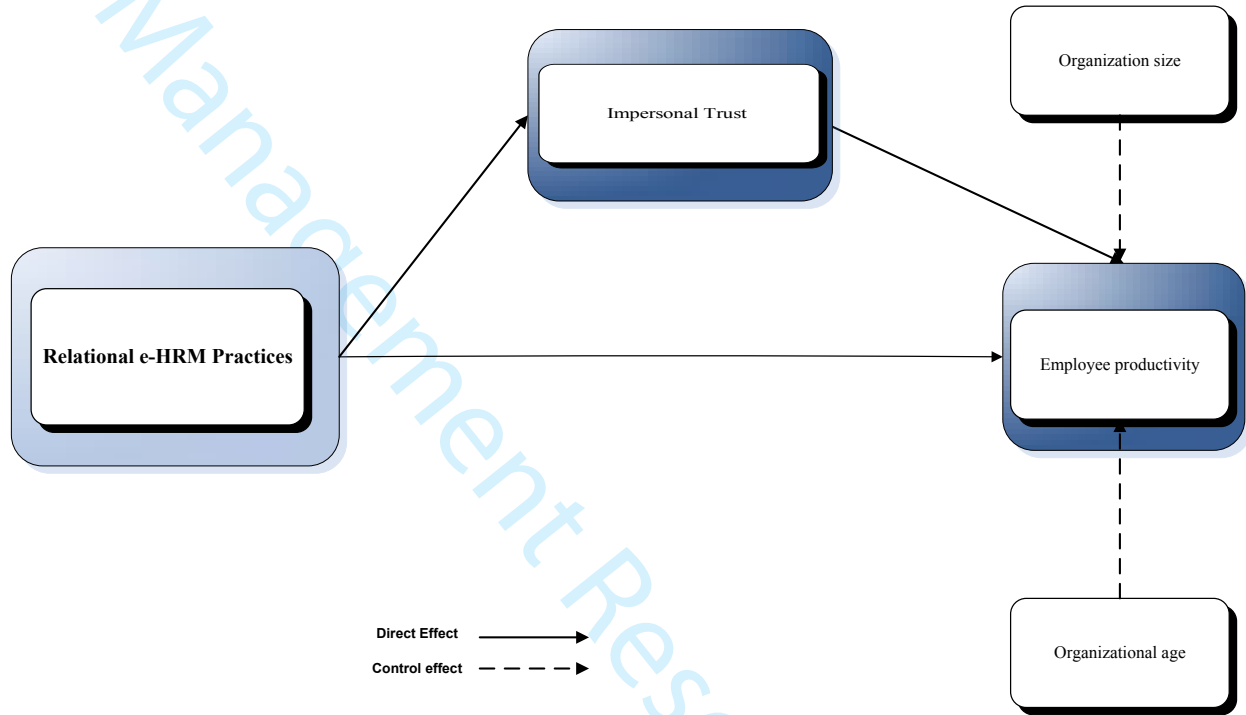 Organization size
Impersonal Trust
Relational e-HRM Practices
Employee productivity
Direct Effect
Control effect
Organizational age
Management Res